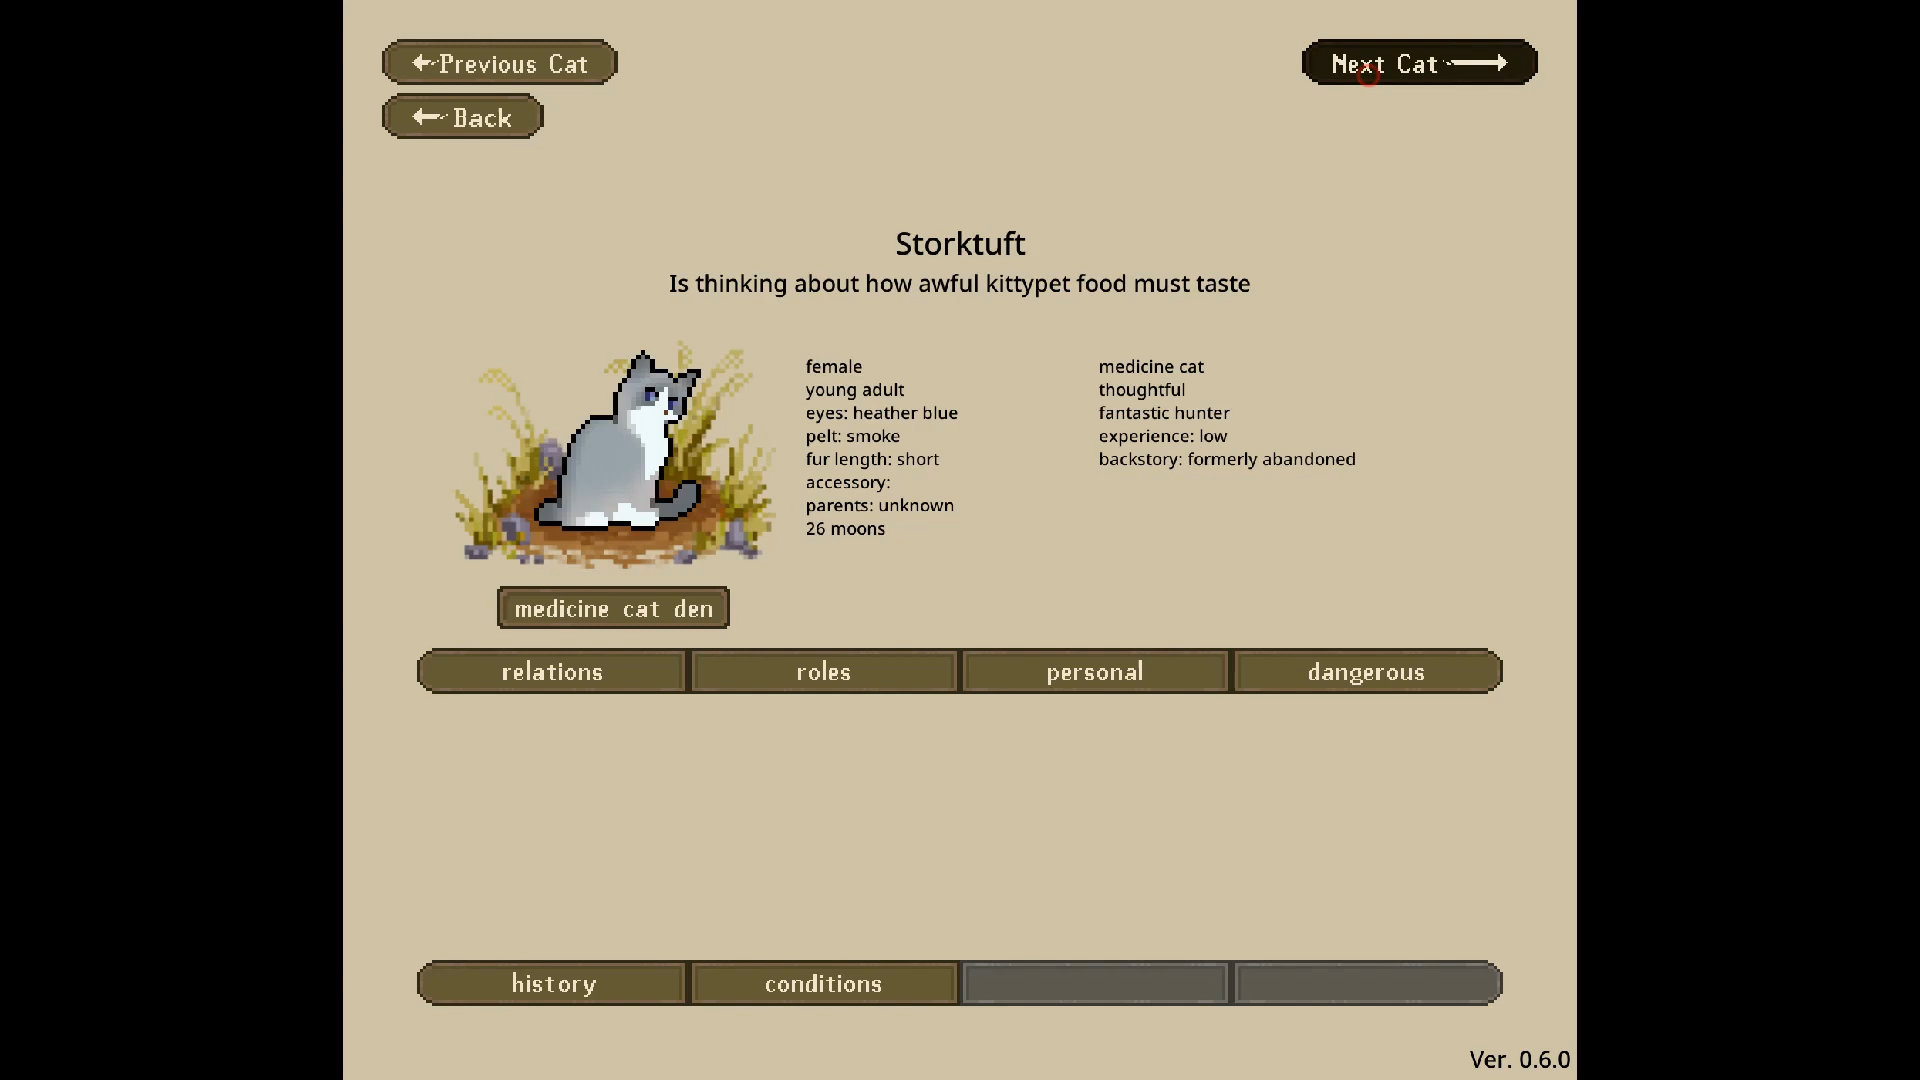 Previous Cat
Next Cat
Back
Storktuft
Is thinking about how awful kittypet food must taste
female
young adult
eyes: heather blue
pelt: smoke
fur length: short
accessory:
parents: unknown
26 moons
medicine cat
thoughtful
fantastic hunter
experience: low
backstory: formerly abandoned
medicine cat den
relations
roles
personal
dangerous
history
conditions
Ver. 0.6.0